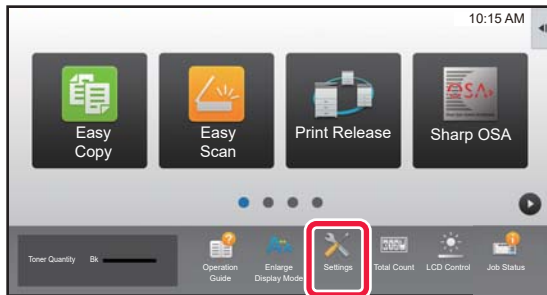 10:15 AM
Easy
Copy
Easy
Scan
Print Release
OSA
Sharp OSA
Toner Quantity Bk
Operation
Guide
Enlarge
Display Mode
Settings
Total Count
LCD Control
Job Status